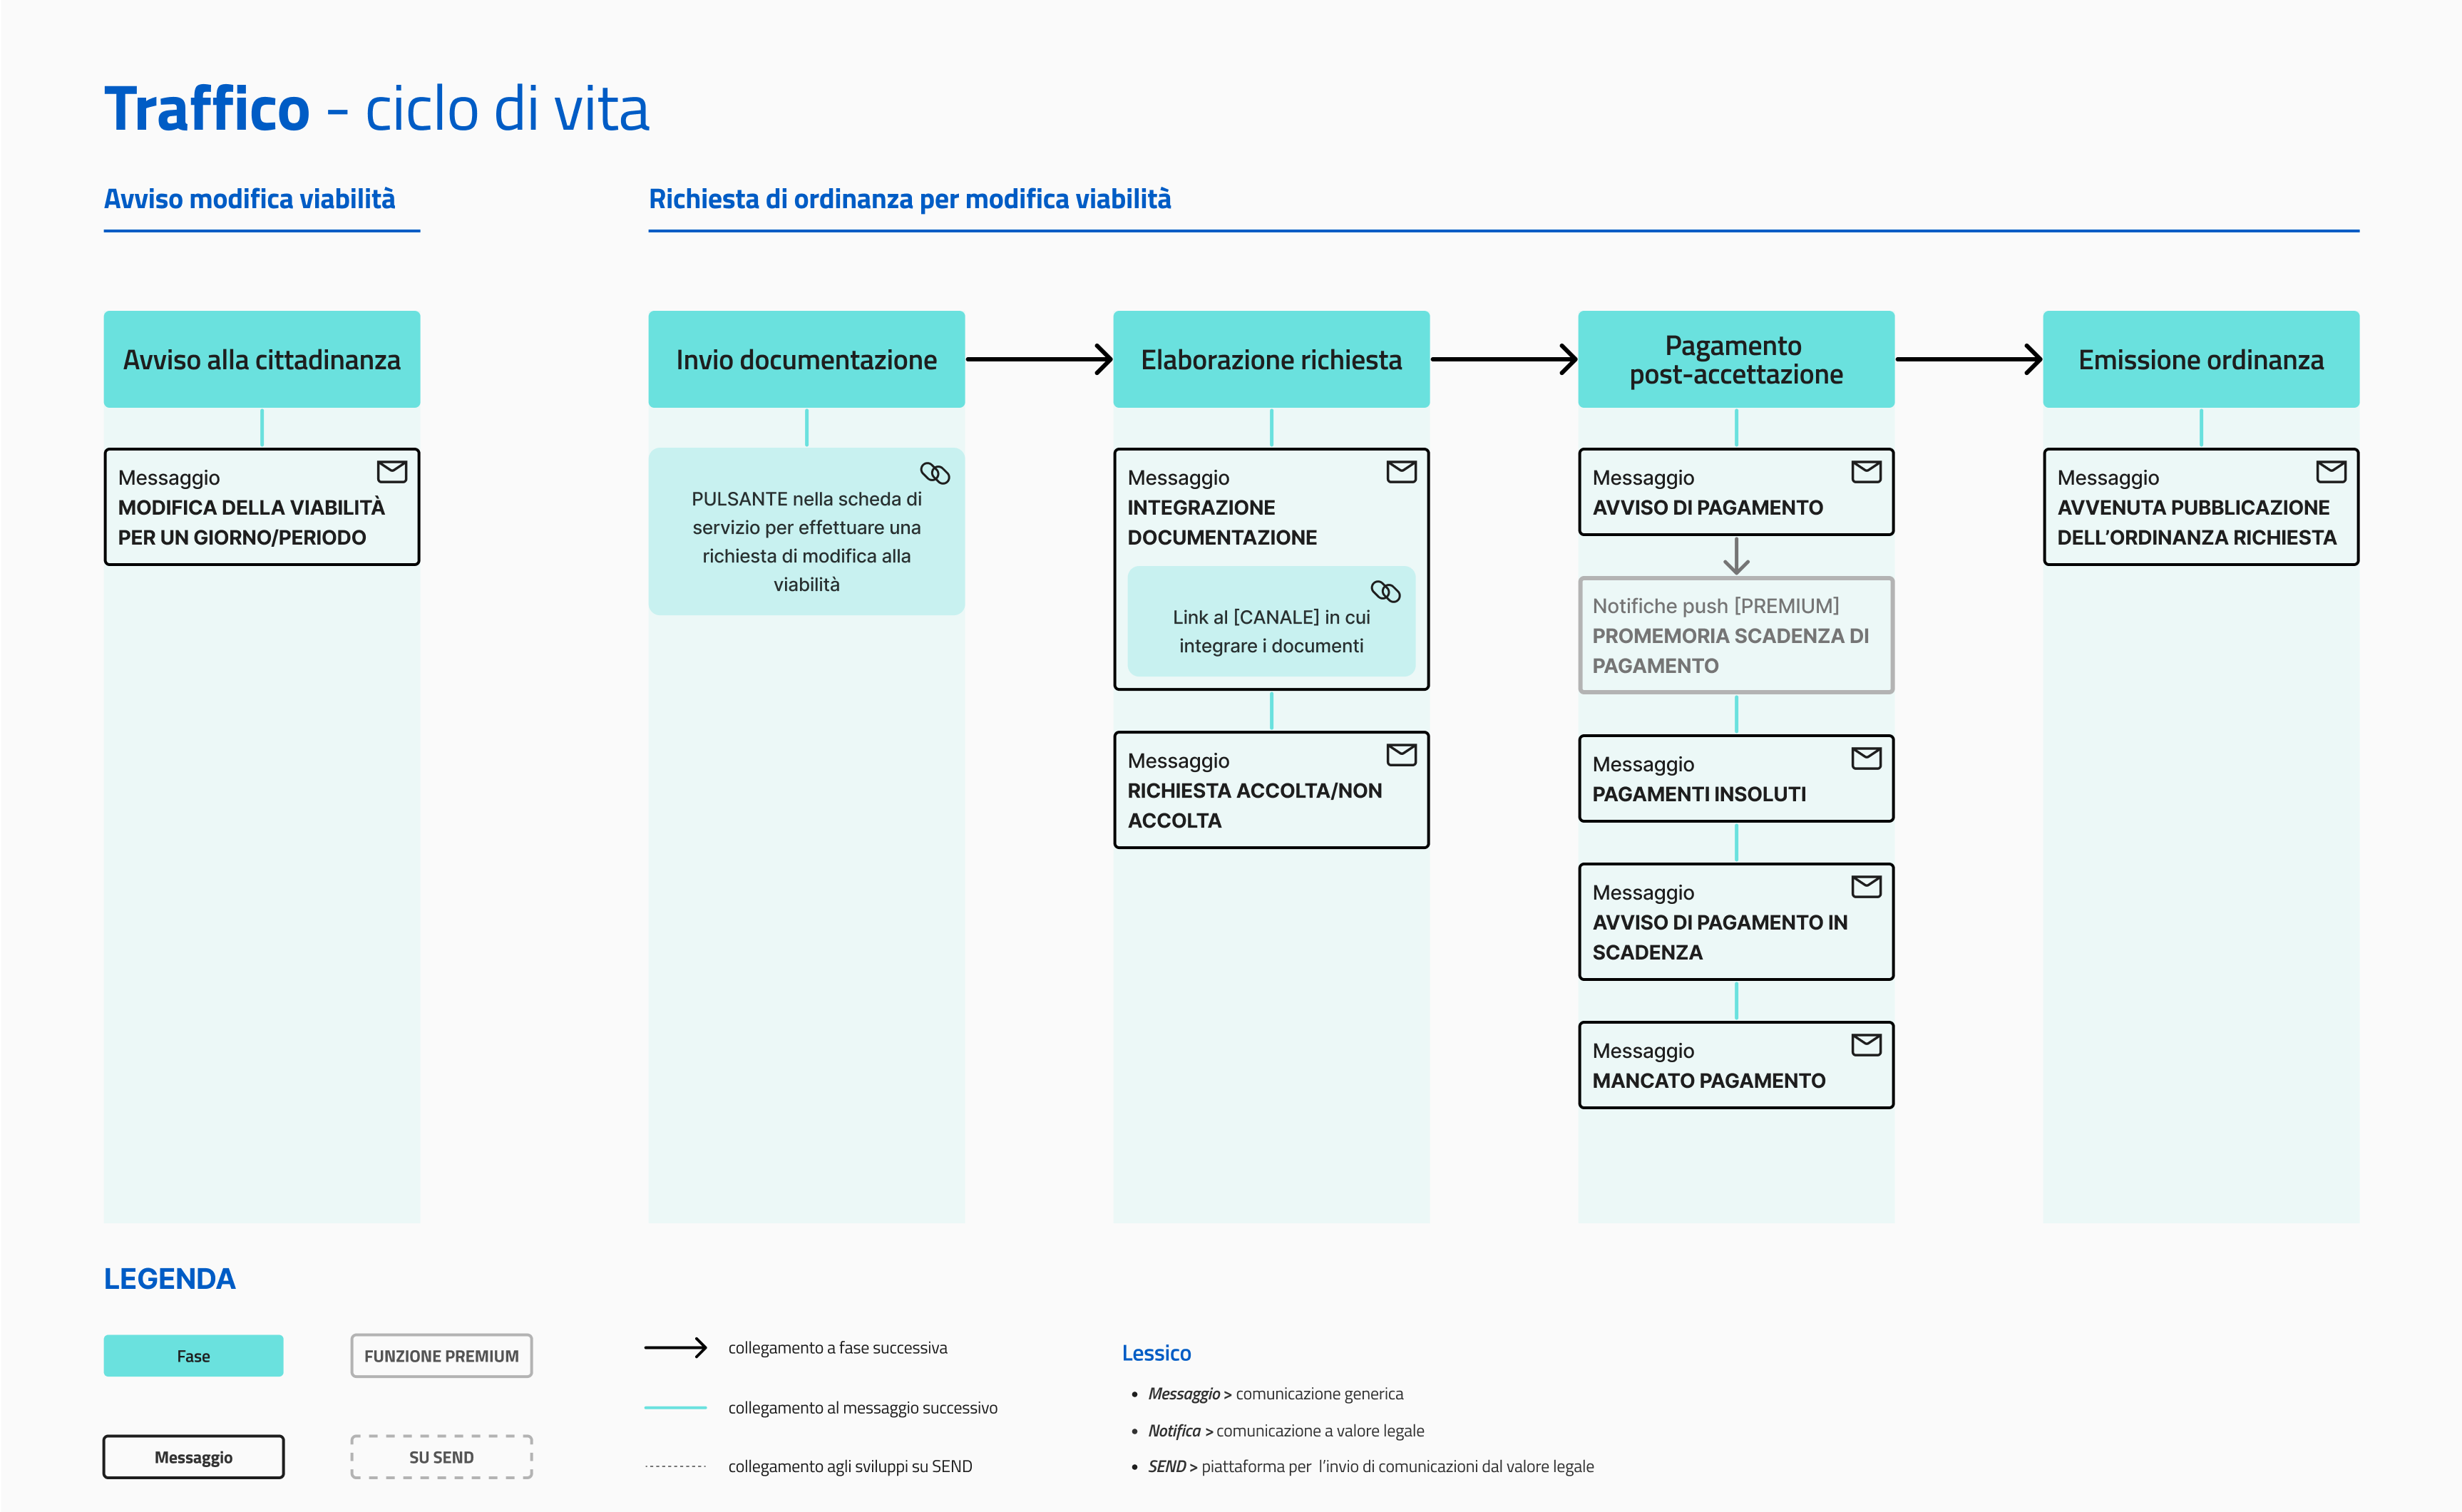 Traffico - ciclo di vita
Avviso modifica viabilità
Richiesta di ordinanza per modifica viabilità
Avviso alla cittadinanza
Messaggio
MODIFICA DELLA VIABILITÀ
PER UN GIORNO/PERIODO
Invio documentazione
PULSANTE nella scheda di
servizio per effettuare una
richiesta di modifica alla
viabilità
Elaborazione richiesta
Messaggio
INTEGRAZIONE
DOCUMENTAZIONE
Link al [CANALE] in cui
integrare i documenti
Messaggio
RICHIESTA ACCOLTA/NON
ACCOLTA
Pagamento
post-accettazione
Messaggio
AVVISO DI PAGAMENTO
Notifiche push [PREMIUM]
PROMEMORIA SCADENZA DI
PAGAMENTO
Messaggio
PAGAMENTI INSOLUTI
Messaggio
AVVISO DI PAGAMENTO IN
SCADENZA
Messaggio
MANCATO PAGAMENTO
Emissione ordinanza
Messaggio
AVVENUTA PUBBLICAZIONE
DELL’ORDINANZA RICHIESTA
LEGENDA
Fase
FUNZIONE PREMIUM
Messaggio
SU SEND
collegamento a fase successiva
collegamento al messaggio successivo
collegamento agli sviluppi su SEND
Lessico
• Messaggio > comunicazione generica
• Notifica > comunicazione a valore legale
• SEND > piattaforma per l’invio di comunicazioni dal valore legale